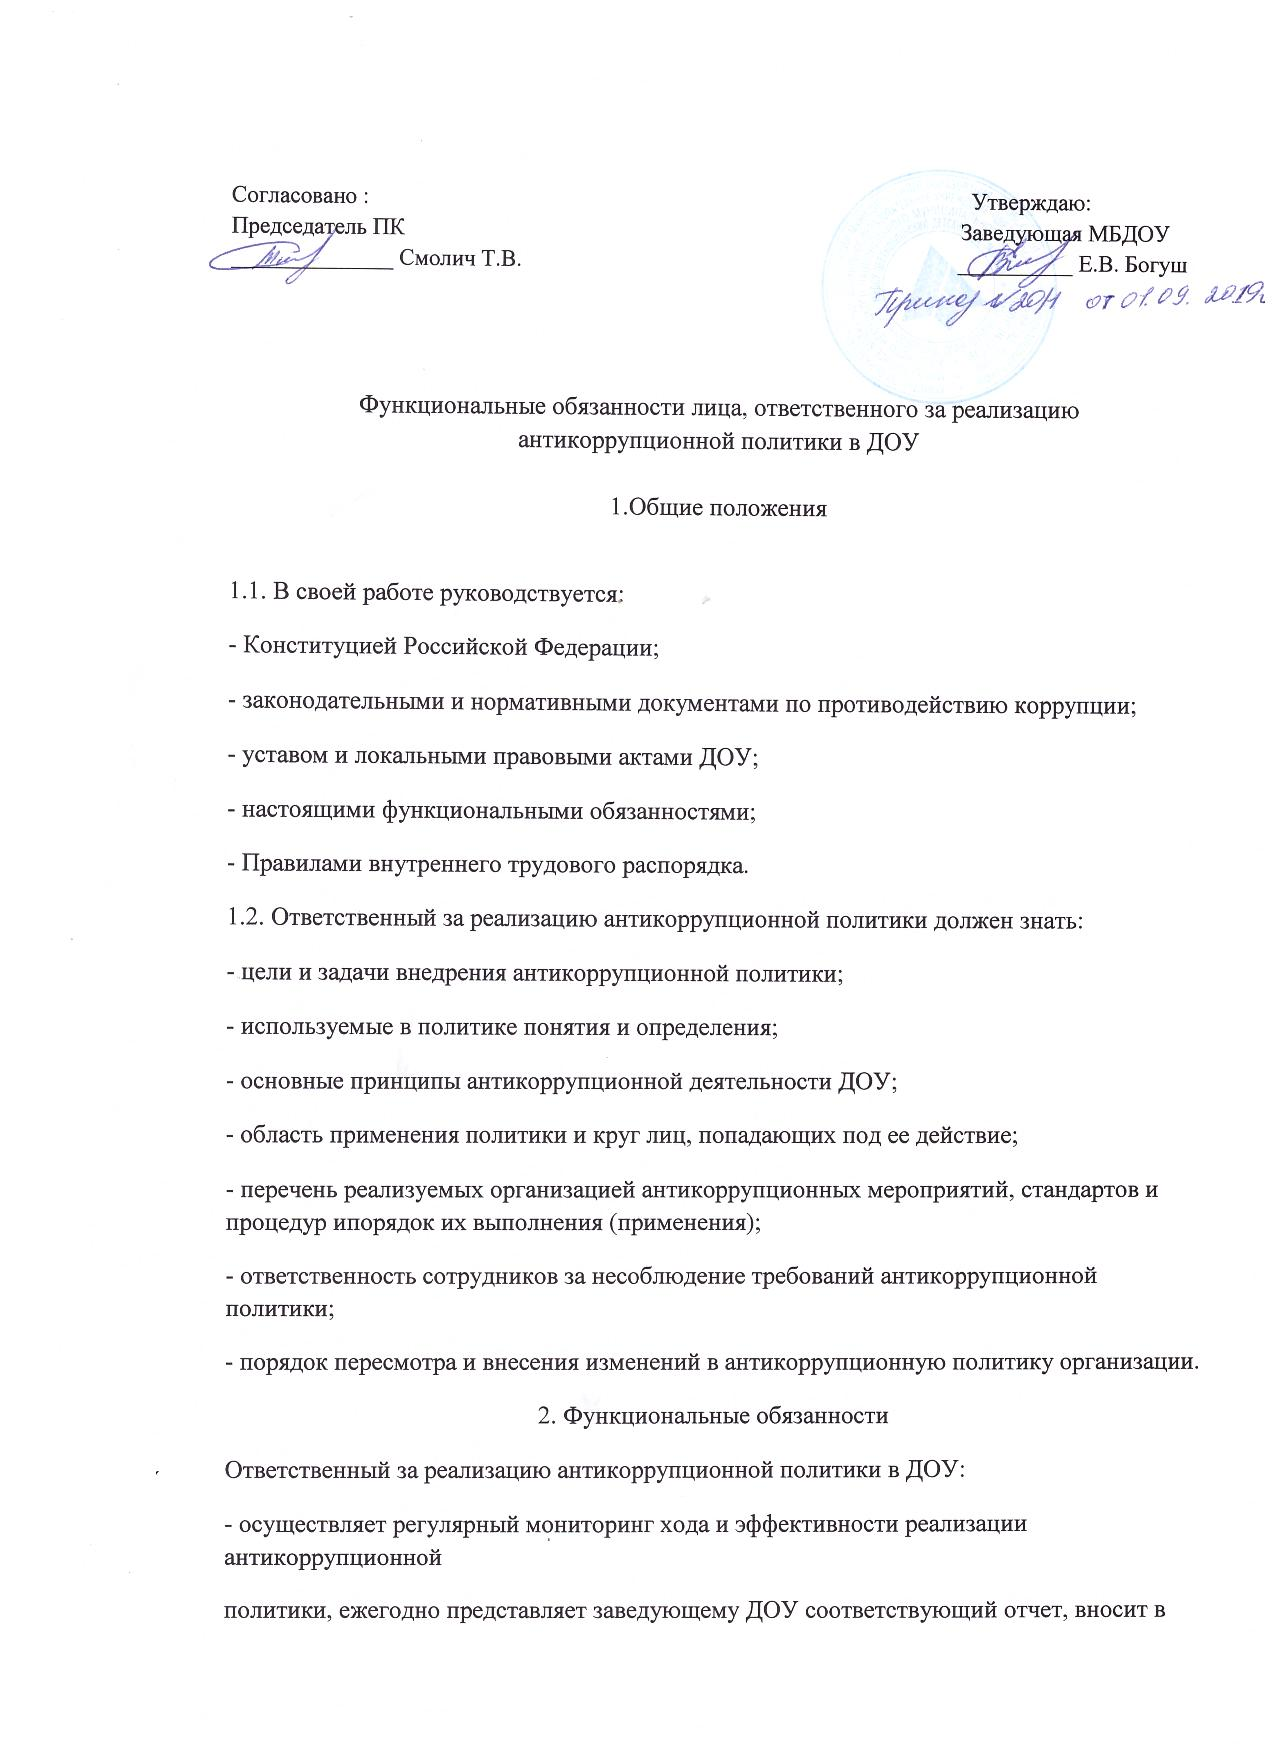 Согласовано :
Председатель ПК
_____________ Смолич Т.В.
Утверждаю:
Заведующая МБДОУ
_________ Е.В. Богуш
Приказ № от 01.09. 2019г
Функциональные обязанности лица, ответственного за реализацию
антикоррупционной политики в ДОУ
1.Общие положения
1.1. В своей работе руководствуется:
- Конституцией Российской Федерации;
- законодательными и нормативными документами по противодействию коррупции;
- уставом и локальными правовыми актами ДОУ;
- настоящими функциональными обязанностями;
- Правилами внутреннего трудового распорядка.
1.2. Ответственный за реализацию антикоррупционной политики должен знать:
- цели и задачи внедрения антикоррупционной политики;
- используемые в политике понятия и определения;
- основные принципы антикоррупционной деятельности ДОУ;
- область применения политики и круг лиц, попадающих под ее действие;
- перечень реализуемых организацией антикоррупционных мероприятий, стандартов и
процедур ипорядок их выполнения (применения);
- ответственность сотрудников за несоблюдение требований антикоррупционной
политики;
- порядок пересмотра и внесения изменений в антикоррупционную политику организации.
2. Функциональные обязанности
Ответственный за реализацию антикоррупционной политики в ДОУ:
- осуществляет регулярный мониторинг хода и эффективности реализации
антикоррупционной
политики, ежегодно представляет заведующему ДОУ соответствующий отчет, вносит в